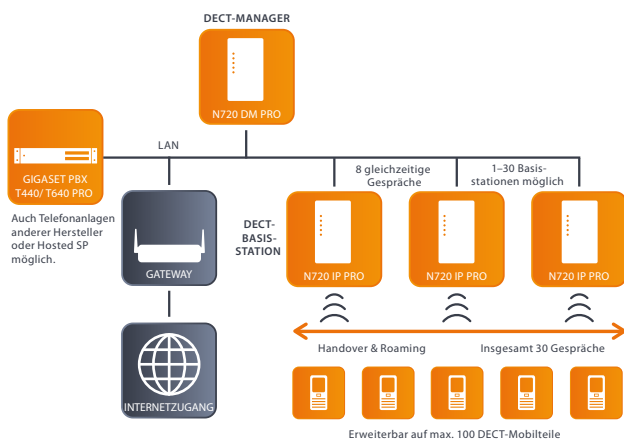 DECT-MANAGER
N720 DM PRO
LAN
GIGASET PBX
T440/ T640 PRO
Auch Telefonanlagen
anderer Hersteller
oder Hosted SP
möglich.
GATEWAY
INTERNETZUGANG
8 gleichzeitige
Gespräche
1–30 Basis-
stationen möglich
DECT-
BASIS-
STATION
N720 IP PRO
N720 IP PRO
N720 IP PRO
Handover & Roaming
Insgesamt 30 Gespräche
Erweiterbar auf max. 100 DECT-Mobilteile